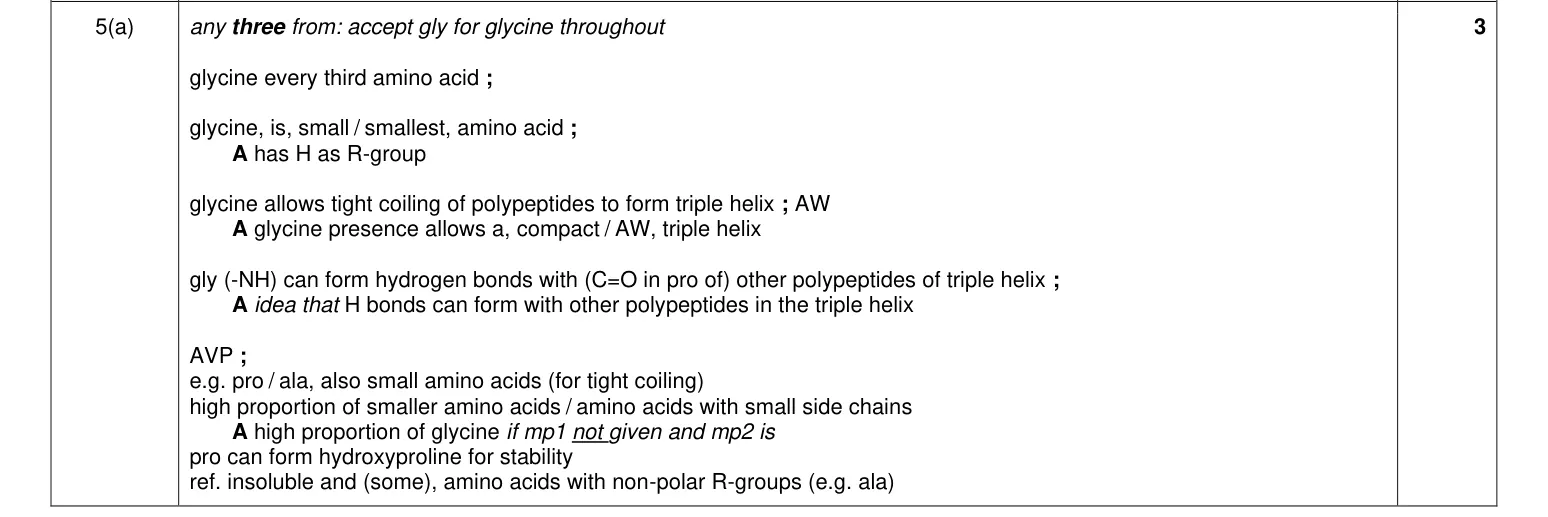 5(a) any three from: accept gly for glycine throughout 3
glycine every third amino acid ;
glycine, is, small / smallest, amino acid ;
A has H as R-group
glycine allows tight coiling of polypeptides to form triple helix ; AW
A glycine presence allows a, compact / AW, triple helix
gly (-NH) can form hydrogen bonds with (C=O in pro of) other polypeptides of triple helix ;
A idea that H bonds can form with other polypeptides in the triple helix
AVP ;
e.g. pro / ala, also small amino acids (for tight coiling)
high proportion of smaller amino acids / amino acids with small side chains
A high proportion of glycine if mp1 not given and mp2 is
pro can form hydroxyproline for stability
ref. insoluble and (some), amino acids with non-polar R-groups (e.g. ala)